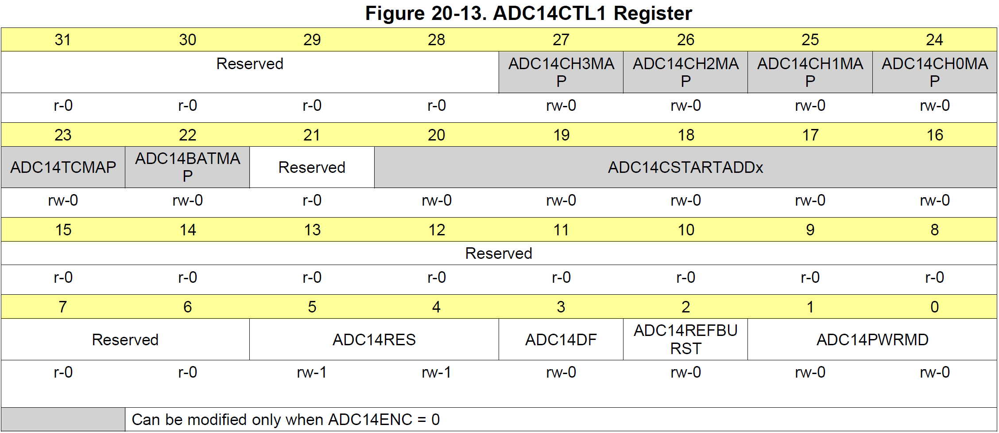 Figure 20-13. ADC14CTL1 Register
31 30 29 28 27 26 25 24
Reserved ADC14CH3MA ADC14CH2MA ADC14CH1MA ADC14CH0MA
P P P P
r-0 r-0 r-0 r-0 rw-0 rw-0 rw-0 rw-0
23 22 21 20 19 18 17 16
ADC14TCMAP ADC14BATMA Reserved ADC14CSTARTADDx
P
rw-0 rw-0 r-0 rw-0 rw-0 rw-0 rw-0 rw-0
15 14 13 12 11 10 9 8
Reserved
r-0 r-0 r-0 r-0 r-0 r-0 r-0 r-0
7 6 5 4 3 2 1 0
Reserved ADC14RES ADC14DF ADC14REFBU ADC14PWRMD
RST
r-0 r-0 rw-1 rw-1 rw-0 rw-0 rw-0 rw-0
Can be modified only when ADC14ENC = 0